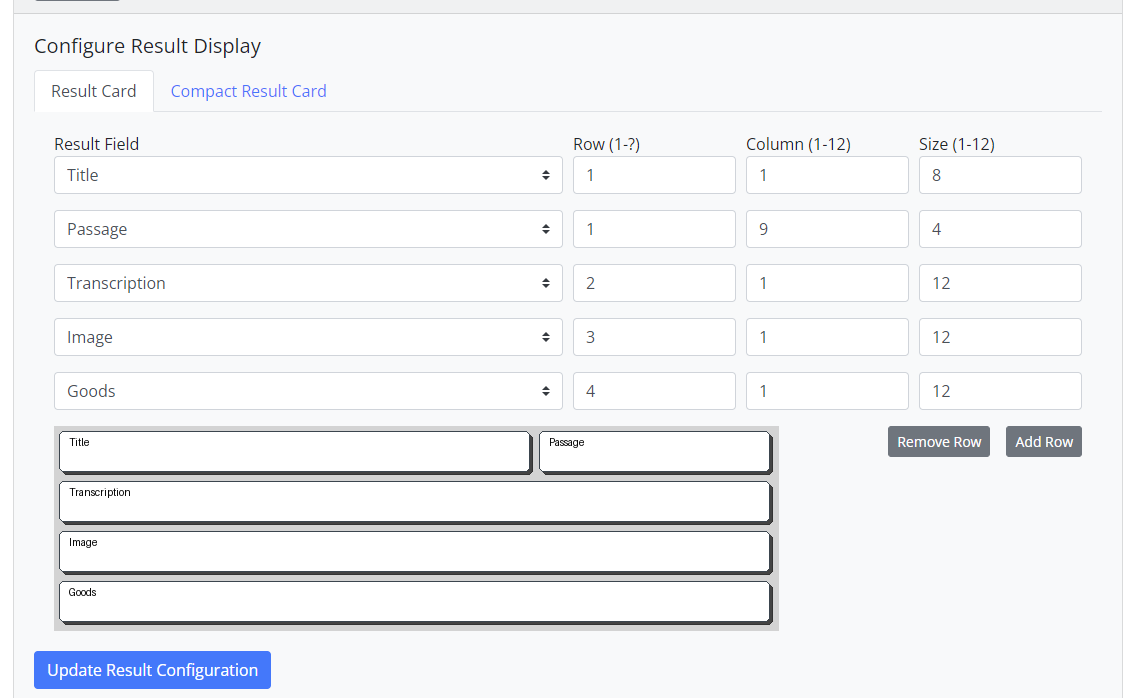 Configure Result Display
Result Card Compact Result Card
Result Field Row (1-?) Column (1-12) Size (1-12)
Title 1 1 8
Passage 1 9 4
Transcription 2 1 12
Image 3 1 12
Goods 4 1 12
Title Passage Remove Row Add Row
Transcription
Image
Goods
Update Result Configuration